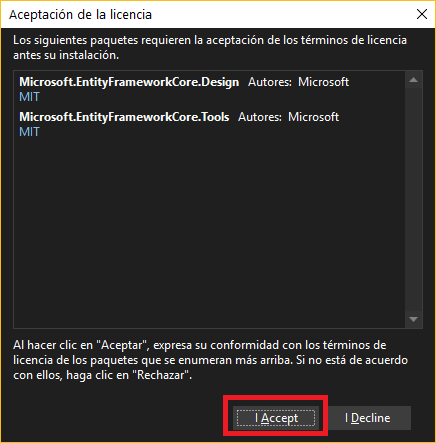 Aceptación de la licencia
Los siguientes paquetes requieren la aceptación de los términos de licencia
antes su instalación.
Microsoft.EntityFrameworkCore.Design Autores: Microsoft
MIT
Microsoft.EntityFrameworkCore.Tools Autores: Microsoft
MIT
Al hacer clic en "Aceptar", expresa su conformidad con los términos de
licencia de los paquetes que se enumeran más arriba. Si no está de acuerdo
con ellos, haga clic en "Rechazar".
I Accept I Decline